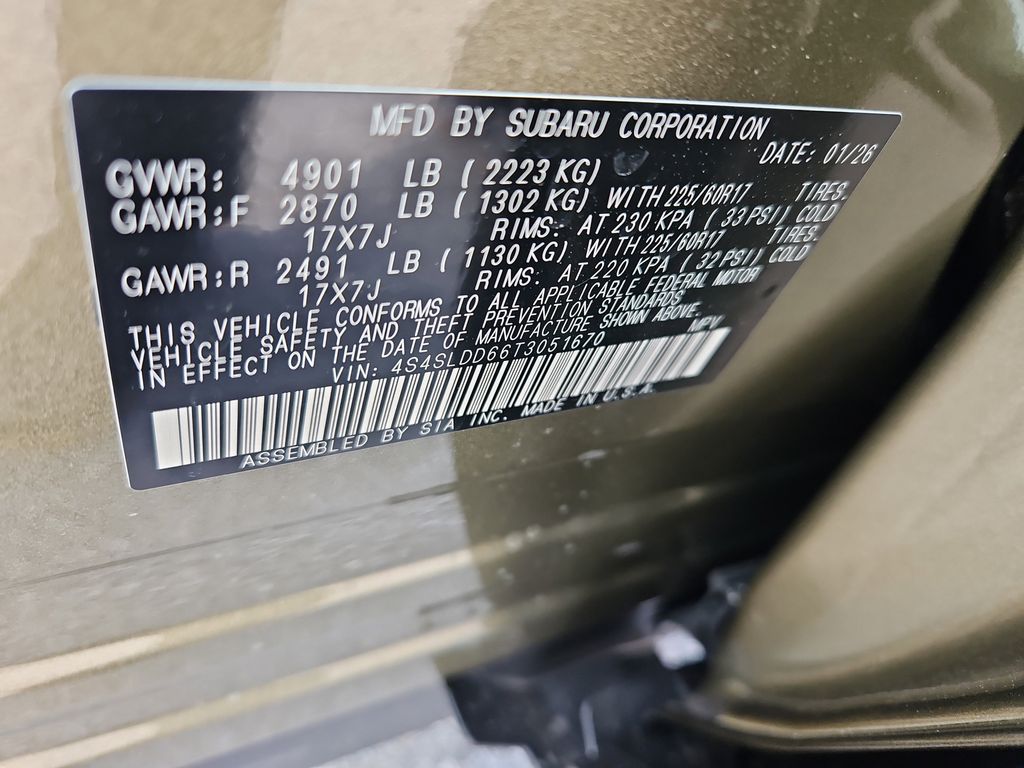 MFD BY SUBARU CORPORATION
DATE: 01/26
GVWR: 4901 LB ( 2223 KG)
GAWR:F 2870 LB ( 1302 KG) WITH 225/60R17 TIRES.
17X7J RIMS. AT 230 KPA ( 33 PSI) COLD
GAWR:R 2491 LB ( 1130 KG) WITH 225/60R17 TIRES.
17X7J RIMS. AT 220 KPA ( 32 PSI) COLD
THIS VEHICLE CONFORMS TO ALL APPLICABLE FEDERAL MOTOR
VEHICLE SAFETY AND THEFT PREVENTION STANDARDS
IN EFFECT ON THE DATE OF MANUFACTURE SHOWN ABOVE.
VIN: 4S4SLDD66T3051670 MPV
ASSEMBLED BY SIA INC. MADE IN U.S.A.